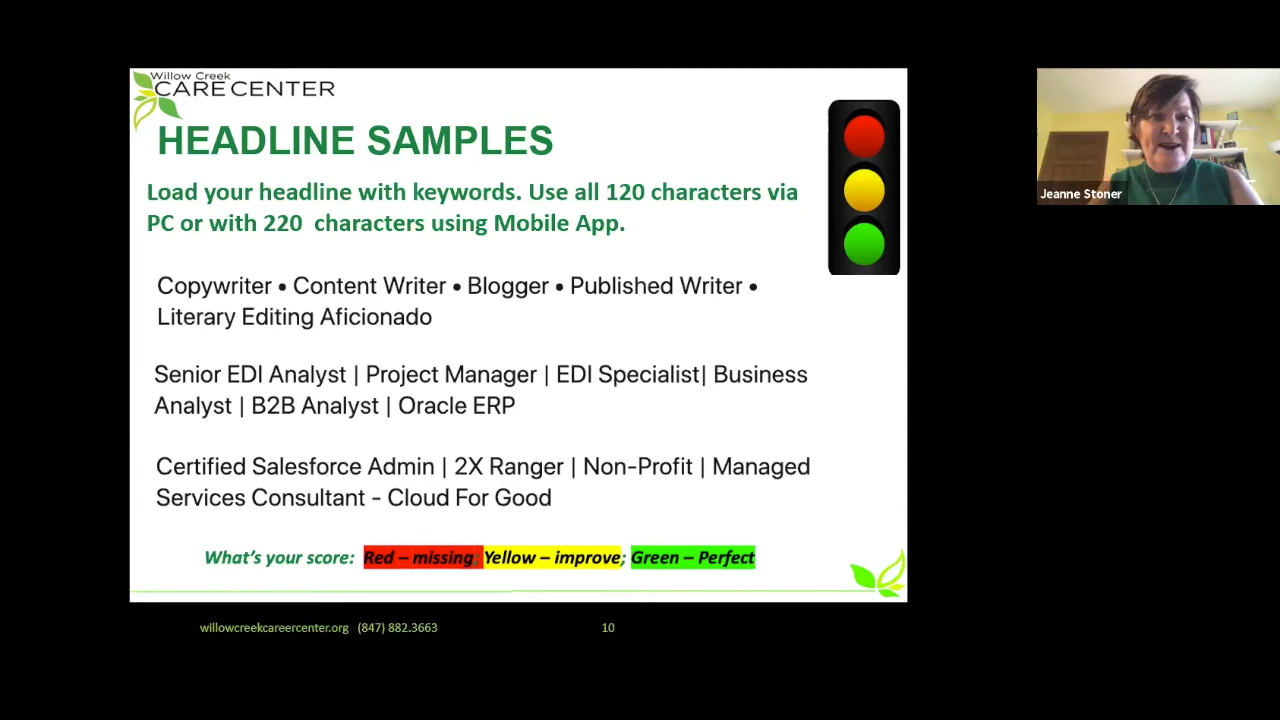 Willow Creek
CARE CENTER
HEADLINE SAMPLES
Load your headline with keywords. Use all 120 characters via
PC or with 220 characters using Mobile App.
Copywriter • Content Writer • Blogger • Published Writer •
Literary Editing Aficionado
Senior EDI Analyst | Project Manager | EDI Specialist| Business
Analyst | B2B Analyst | Oracle ERP
Certified Salesforce Admin | 2X Ranger | Non-Profit | Managed
Services Consultant - Cloud For Good
What's your score: Red – missing; Yellow – improve; Green – Perfect
willowcreekcareercenter.org (847) 882.3663
10
Jeanne Stoner